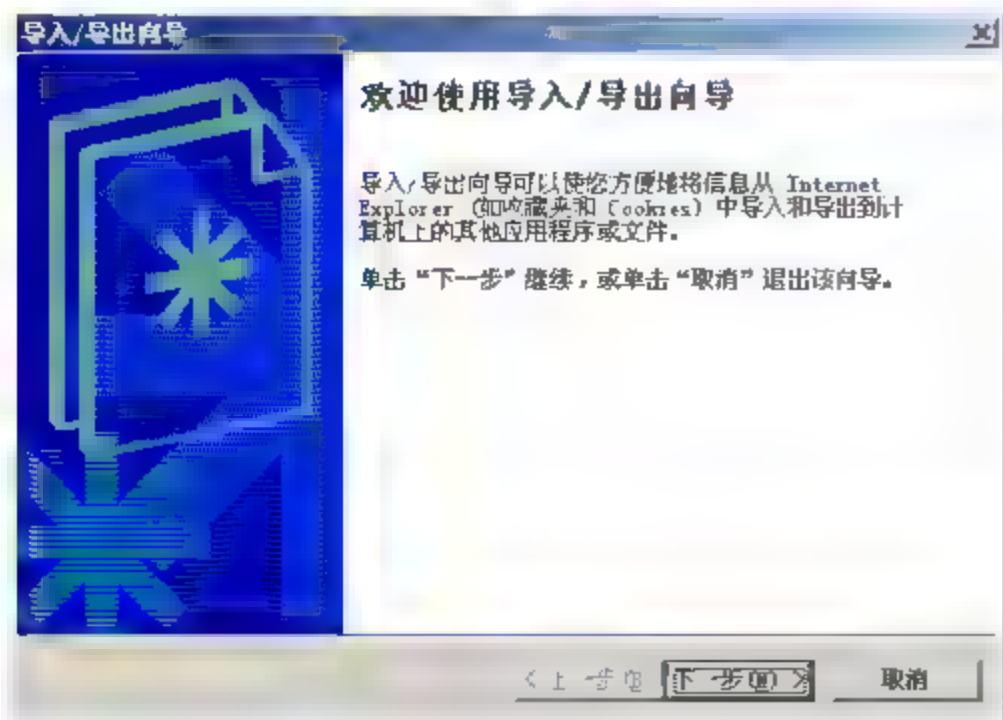 导入/导出向导
欢迎使用导入/导出向导
导入/导出向导可以使您方便地将信息从 Internet
Explorer (如收藏夹和 Cookies) 中导入和导出到计
算机上的其他应用程序或文件。
单击“下一步”继续，或单击“取消”退出该向导。
< 上一步(B) 下一步(N) > 取消